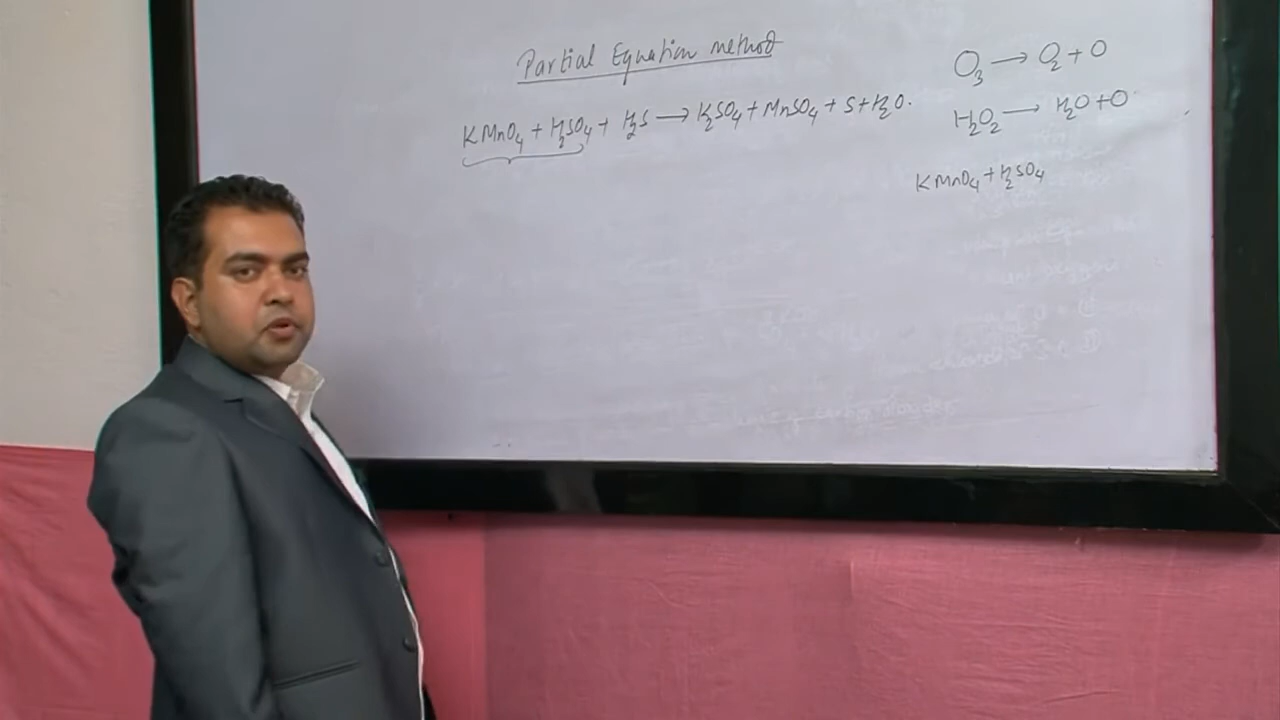 Partial Equation method
KMnO₄ + H₂SO₄ + H₂S ⟶ K₂SO₄ + MnSO₄ + S + H₂O.
O₃ ⟶ O₂ + O
H₂O₂ ⟶ H₂O + O
KMnO₄ + H₂SO₄